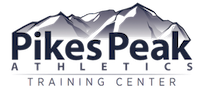 Pikes Peak
ATHLETICS
TRAINING CENTER